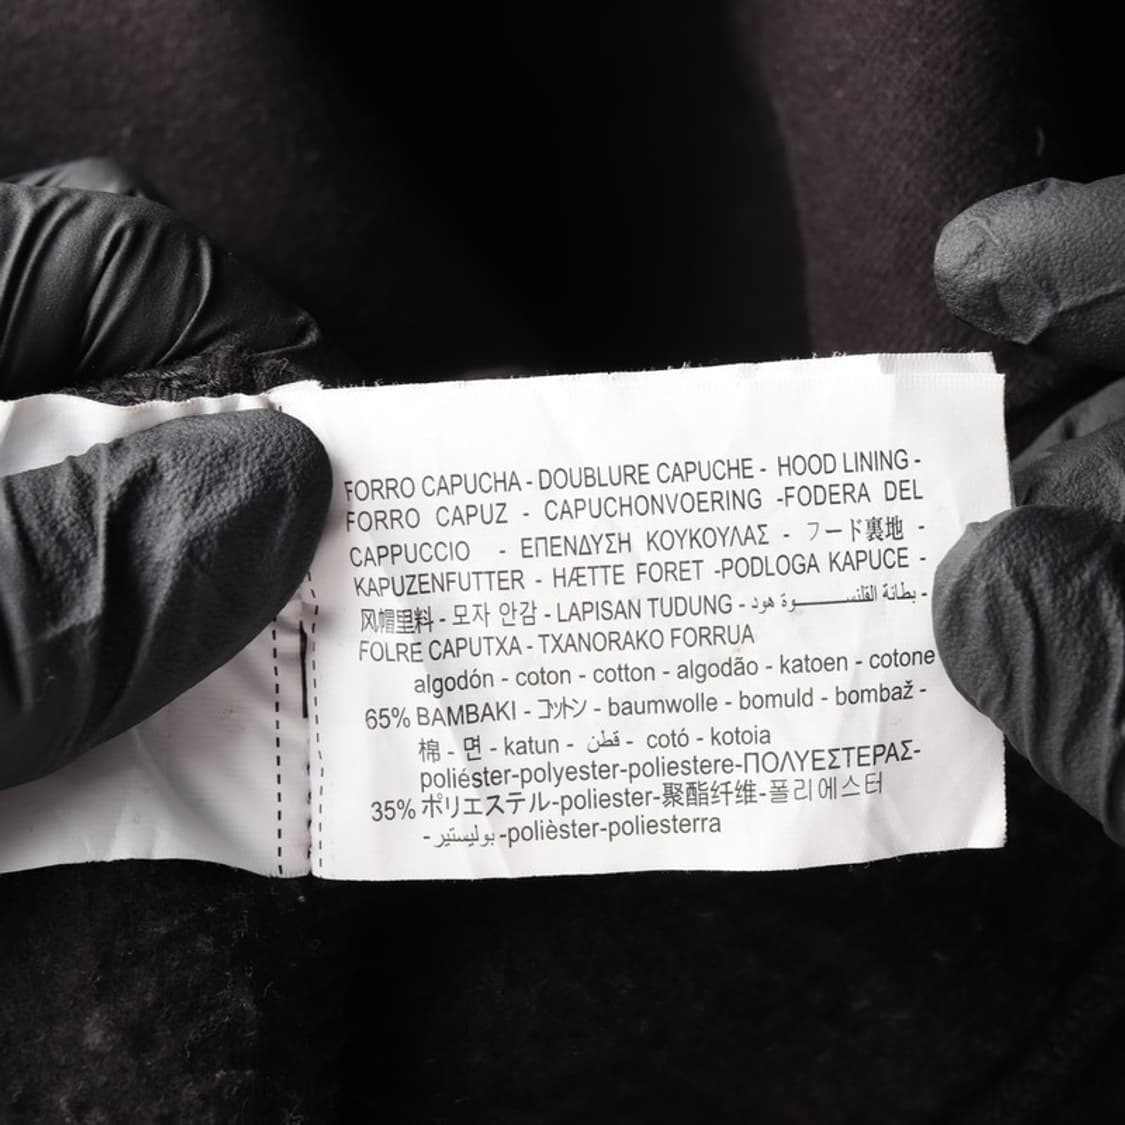 FORRO CAPUCHA - DOUBLURE CAPUCHE - HOOD LINING -
FORRO CAPUZ - CAPUCHONVOERING -FODERA DEL
CAPPUCCIO - ΕΠΕΝΔΥΣΗ ΚΟΥΚΟΥΛΑΣ - フード裏地 -
KAPUZENFUTTER - HÆTTE FORET -PODLOGA KAPUCE -
风帽里料 - 모자 안감 - LAPISAN TUDUNG - بطانة القلنســـــــوة هود -
FOLRE CAPUTXA - TXANORAKO FORRUA
algodón - coton - cotton - algodão - katoen - cotone
65% BAMBAKI - コットン - baumwolle - bomuld - bombaž -
棉 - 면 - katun - قطن - cotó - kotoia
poliéster-polyester-poliestere-ΠΟΛΥΕΣΤΕΡΑΣ-
35% ポリエステル-poliester-聚酯纤维-폴리에스터
- بوليستير -polièster-poliesterra